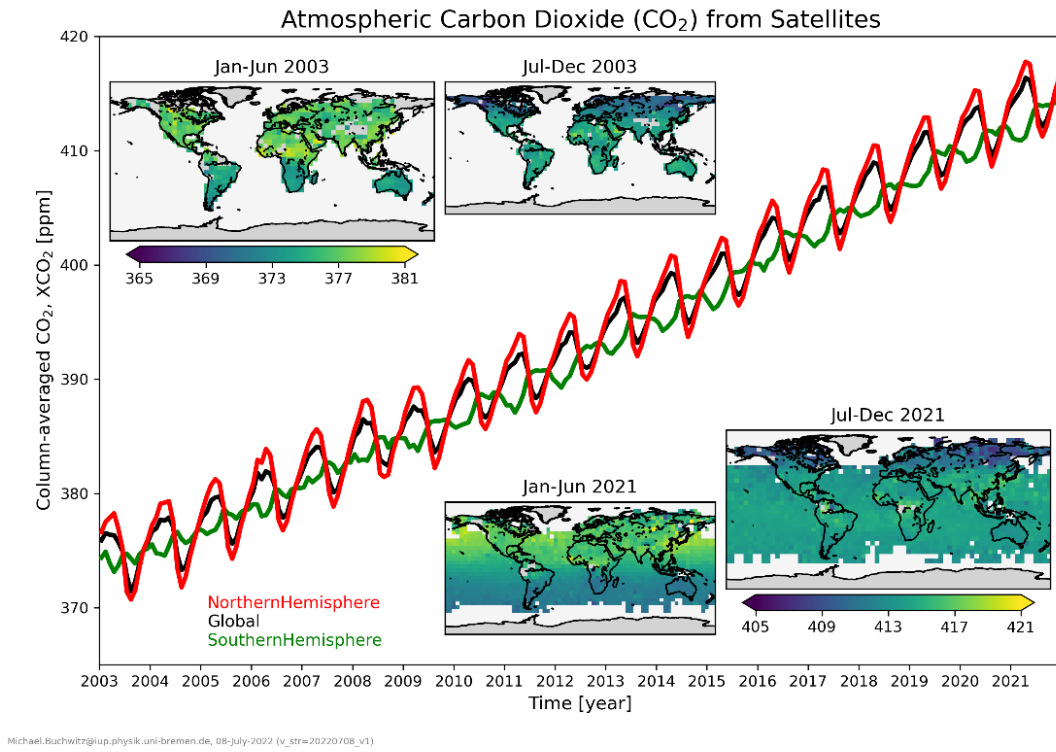 Atmospheric Carbon Dioxide (CO₂) from Satellites
Column-averaged CO₂, XCO₂ [ppm]
420
410
400
390
380
370
Jan-Jun 2003
Jul-Dec 2003
365 369 373 377 381
Jul-Dec 2021
Jan-Jun 2021
405 409 413 417 421
NorthernHemisphere
Global
SouthernHemisphere
2003 2004 2005 2006 2007 2008 2009 2010 2011 2012 2013 2014 2015 2016 2017 2018 2019 2020 2021
Time [year]
Michael.Buchwitz@iup.physik.uni-bremen.de, 08-July-2022 (v_str=20220708_v1)